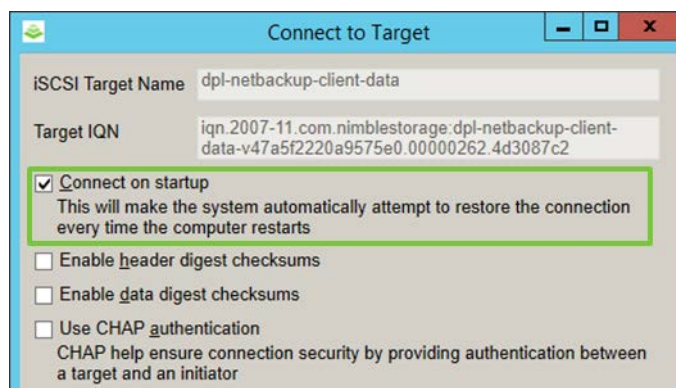 Connect to Target
iSCSI Target Name dpl-netbackup-client-data
Target IQN iqn.2007-11.com.nimblestorage:dpl-netbackup-client-
data-v47a5f2220a9575e0.00000262.4d3087c2
Connect on startup
This will make the system automatically attempt to restore the connection
every time the computer restarts
Enable header digest checksums
Enable data digest checksums
Use CHAP authentication
CHAP help ensure connection security by providing authentication between
a target and an initiator